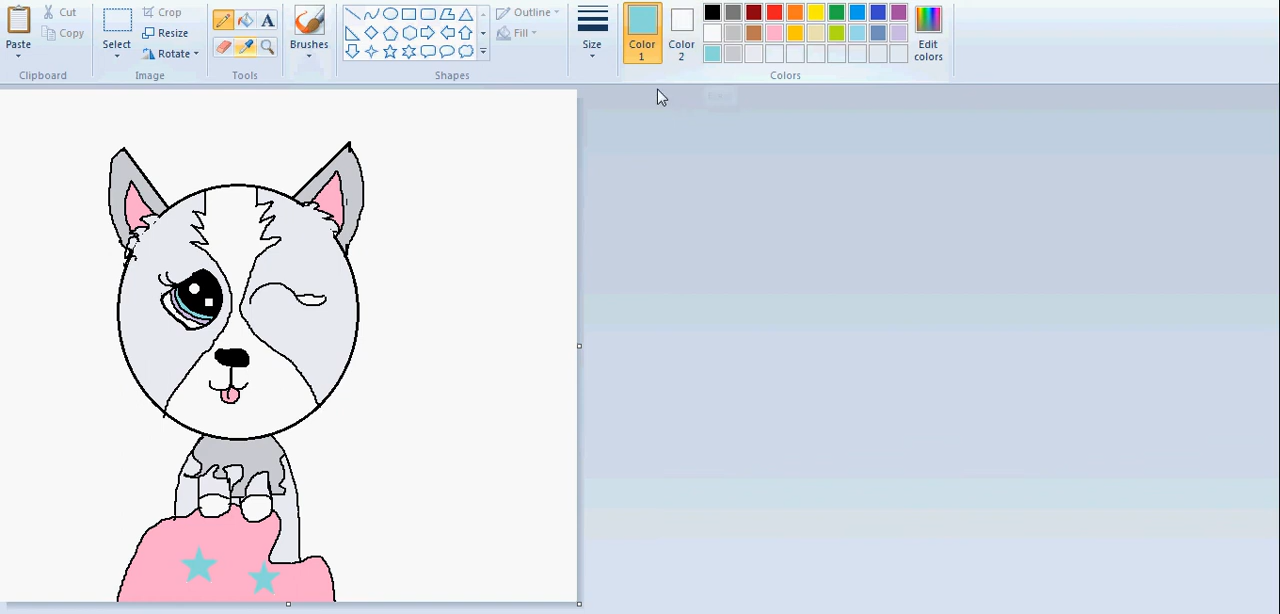 Cut
Copy
Paste
Clipboard
Crop
Resize
Rotate
Select
Image
A
Tools
Brushes
Outline
Fill
Shapes
Size
Color
1
Color
2
Edit
colors
Colors